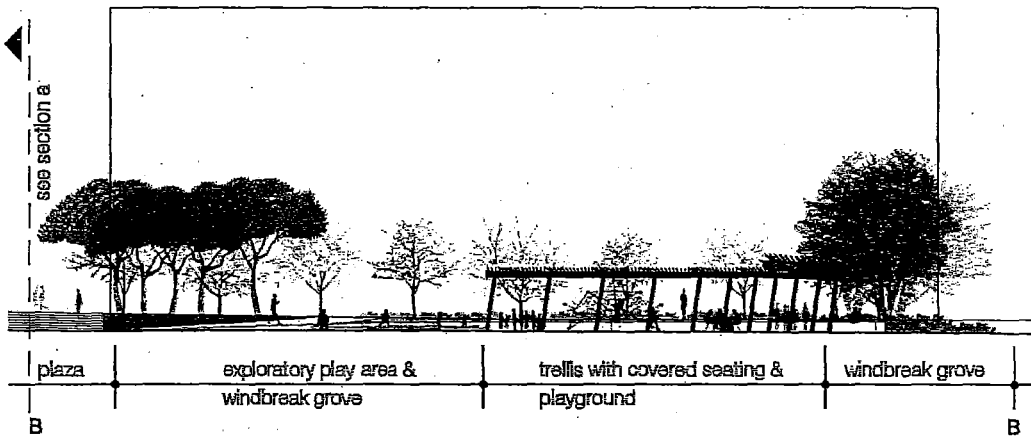 see section a
plaza
exploratory play area &
windbreak grove
trellis with covered seating &
playground
windbreak grove
B
B